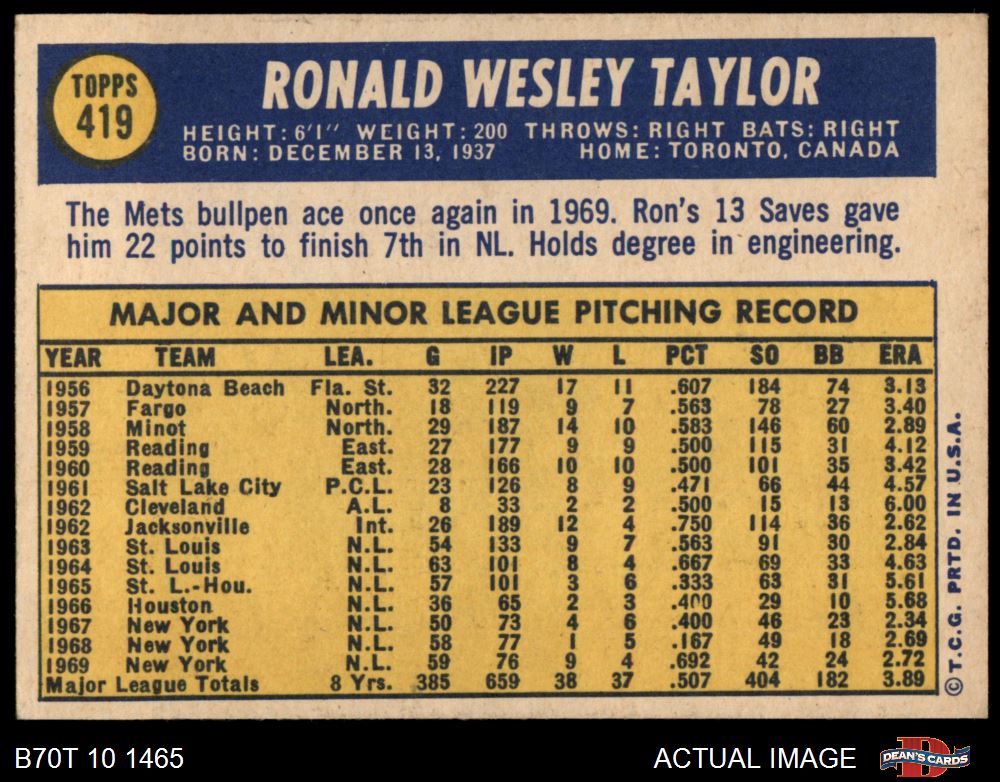 TOPPS
419
RONALD WESLEY TAYLOR
HEIGHT: 6'1" WEIGHT: 200 THROWS: RIGHT BATS: RIGHT
BORN: DECEMBER 13, 1937 HOME: TORONTO, CANADA
The Mets bullpen ace once again in 1969. Ron's 13 Saves gave
him 22 points to finish 7th in NL. Holds degree in engineering.
MAJOR AND MINOR LEAGUE PITCHING RECORD
YEAR TEAM LEA. G IP W L PCT SO BB ERA
1956 Daytona Beach Fla. St. 32 227 17 11 .607 184 74 3.13
1957 Fargo North. 18 119 9 7 .563 78 27 3.40
1958 Minot North. 29 187 14 10 .583 146 60 2.89
1959 Reading East. 27 177 9 9 .500 115 31 4.12
1960 Reading East. 28 166 10 10 .500 101 35 3.42
1961 Salt Lake City P.C.L. 23 126 8 9 .471 66 44 4.57
1962 Cleveland A.L. 8 33 2 2 .500 15 13 6.00
1962 Jacksonville Int. 26 189 12 4 .750 114 36 2.62
1963 St. Louis N.L. 54 133 9 7 .563 91 30 2.84
1964 St. Louis N.L. 63 101 8 4 .667 69 33 4.63
1965 St. L.-Hou. N.L. 57 101 3 6 .333 63 31 5.61
1966 Houston N.L. 36 65 2 3 .400 29 10 5.68
1967 New York N.L. 50 73 4 6 .400 46 23 2.34
1968 New York N.L. 58 77 1 5 .167 49 18 2.69
1969 New York N.L. 59 76 9 4 .692 42 24 2.72
Major League Totals 8 Yrs. 385 659 38 37 .507 404 182 3.89
© T.C.G. PRTD. IN U.S.A.
B70T 10 1465 ACTUAL IMAGE
DEAN'S CARDS